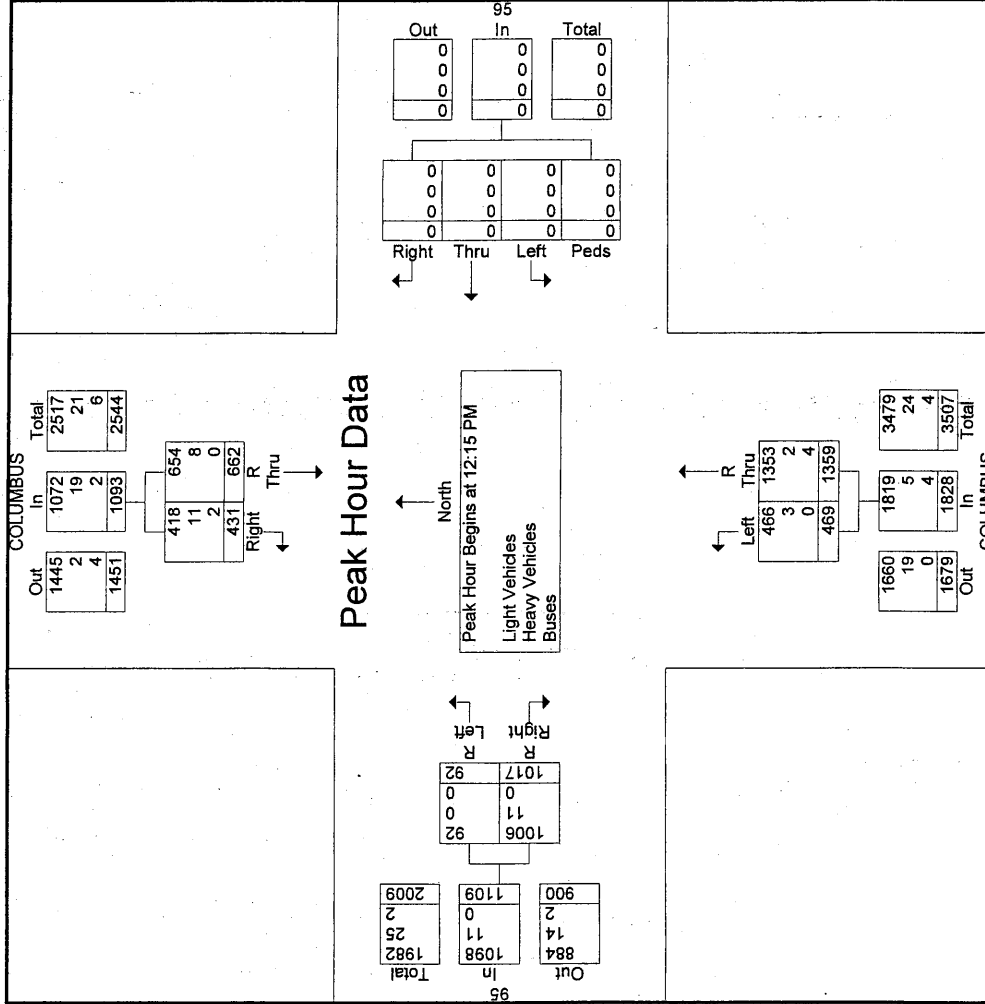 95
Out In Total
0 0 0
0 0 0
0 0 0
0 0 0
0 0 0 0
0 0 0 0
0 0 0 0
0 0 0 0
Right Thru Left Peds
COLUMBUS
Out In Total
1445 1072 2517
2 19 21
4 2 6
1451 1093 2544
418 654
11 8
2 0
431 662
Right R
Thru
Peak Hour Data
North
Peak Hour Begins at 12:15 PM
Light Vehicles
Heavy Vehicles
Buses
R
Left Thru
466 1353
3 2
0 4
469 1359
1660 1819 3479
19 5 24
0 4 4
1679 1828 3507
Out In Total
COLUMBUS
95
Out In Total
884 1098 1982
14 11 25
2 0 2
900 1109 2009
1006 92
11 0
0 0
1017 92
R R
Right Left